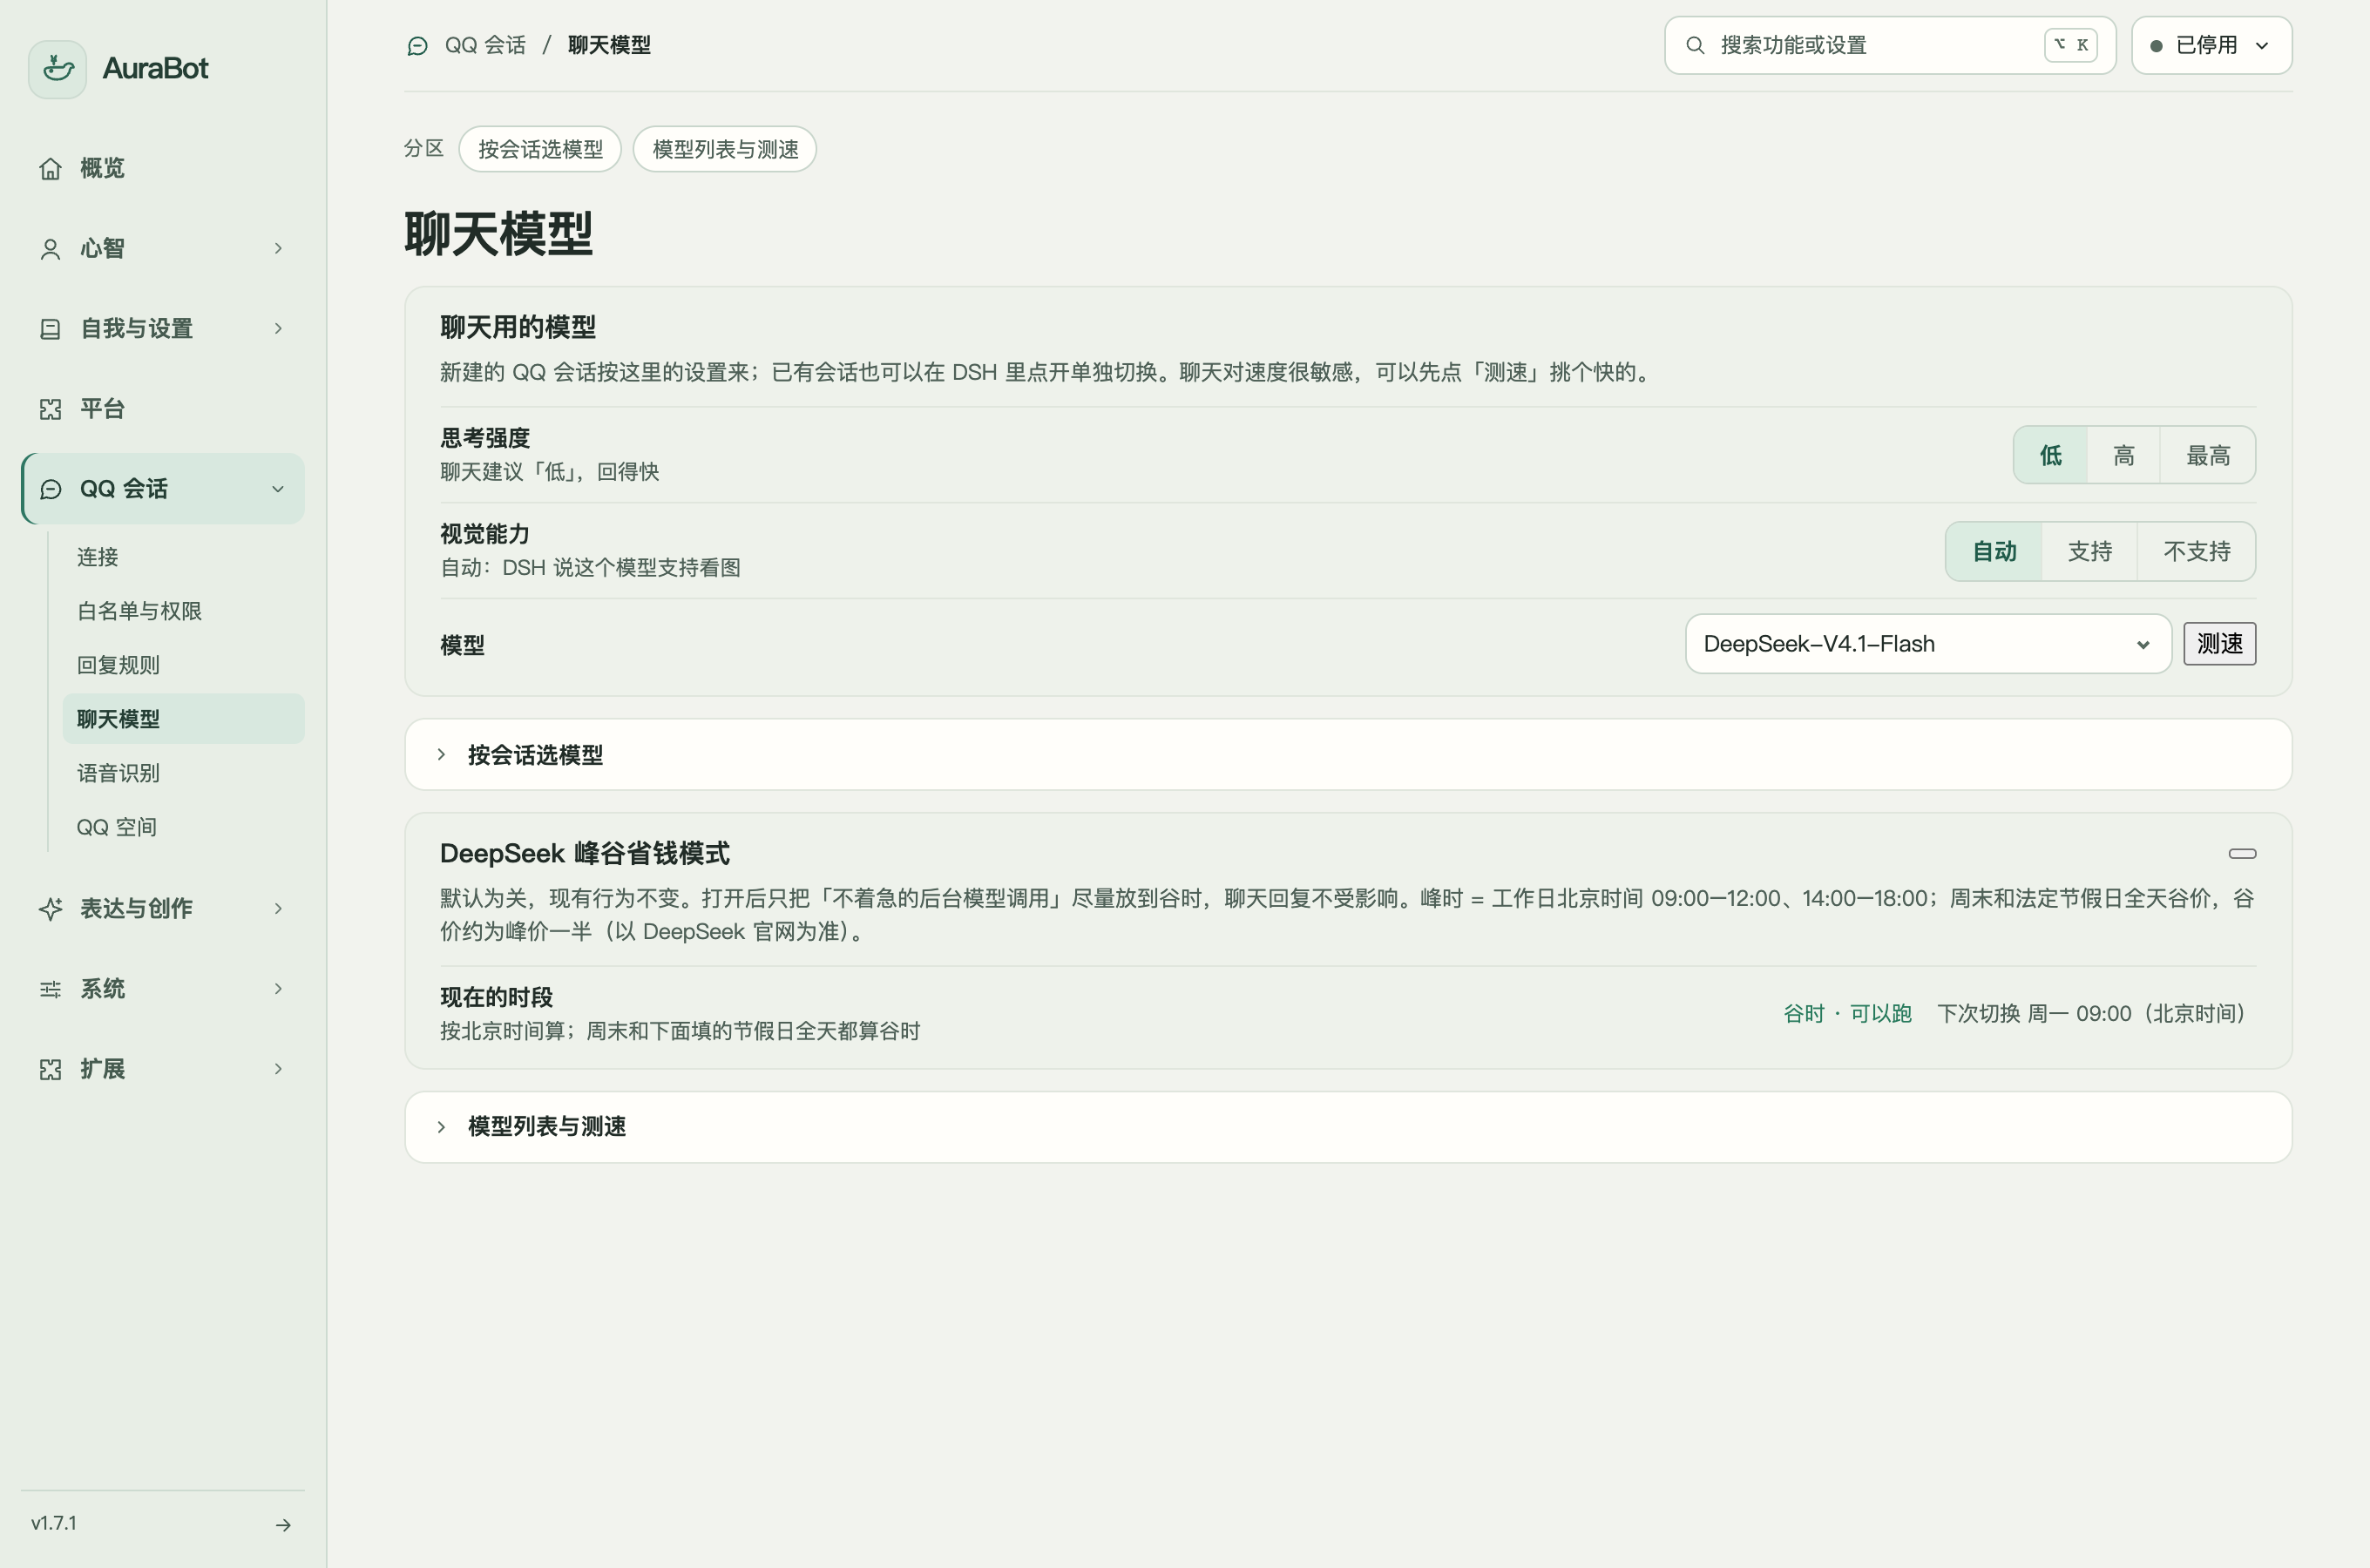 AuraBot
概览
心智
自我与设置
平台
QQ 会话
连接
白名单与权限
回复规则
聊天模型
语音识别
QQ 空间
表达与创作
系统
扩展
v1.7.1
QQ 会话 / 聊天模型
搜索功能或设置 ⌥ K
已停用
分区 按会话选模型 模型列表与测速
聊天模型
聊天用的模型
新建的 QQ 会话按这里的设置来；已有会话也可以在 DSH 里点开单独切换。聊天对速度很敏感，可以先点「测速」挑个快的。
思考强度
聊天建议「低」，回得快
低 高 最高
视觉能力
自动：DSH 说这个模型支持看图
自动 支持 不支持
模型
DeepSeek-V4.1-Flash 测速
按会话选模型
DeepSeek 峰谷省钱模式
默认为关，现有行为不变。打开后只把「不着急的后台模型调用」尽量放到谷时，聊天回复不受影响。峰时 = 工作日北京时间 09:00—12:00、14:00—18:00；周末和法定节假日全天谷价，谷
价约为峰价一半（以 DeepSeek 官网为准）。
现在的时段
按北京时间算；周末和下面填的节假日全天都算谷时
谷时 · 可以跑 下次切换 周一 09:00（北京时间）
模型列表与测速